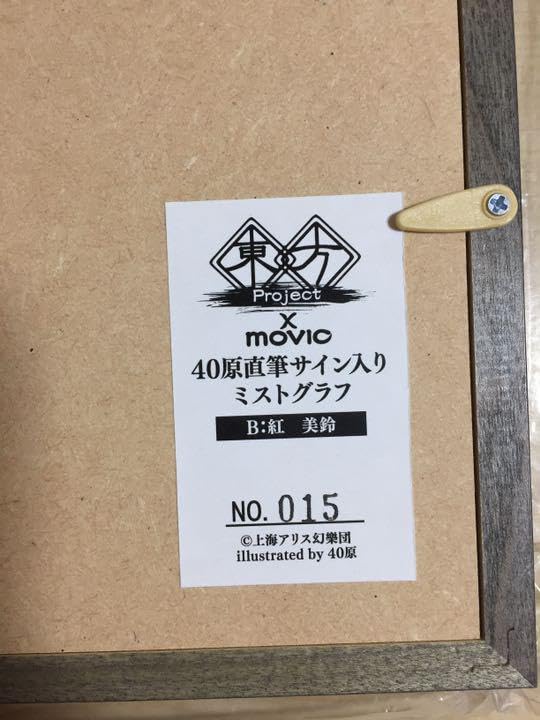 東方
Project
X
movic
40原直筆サイン入り
ミストグラフ
B:紅　美鈴
NO. 015
©上海アリス幻樂団
illustrated by 40原